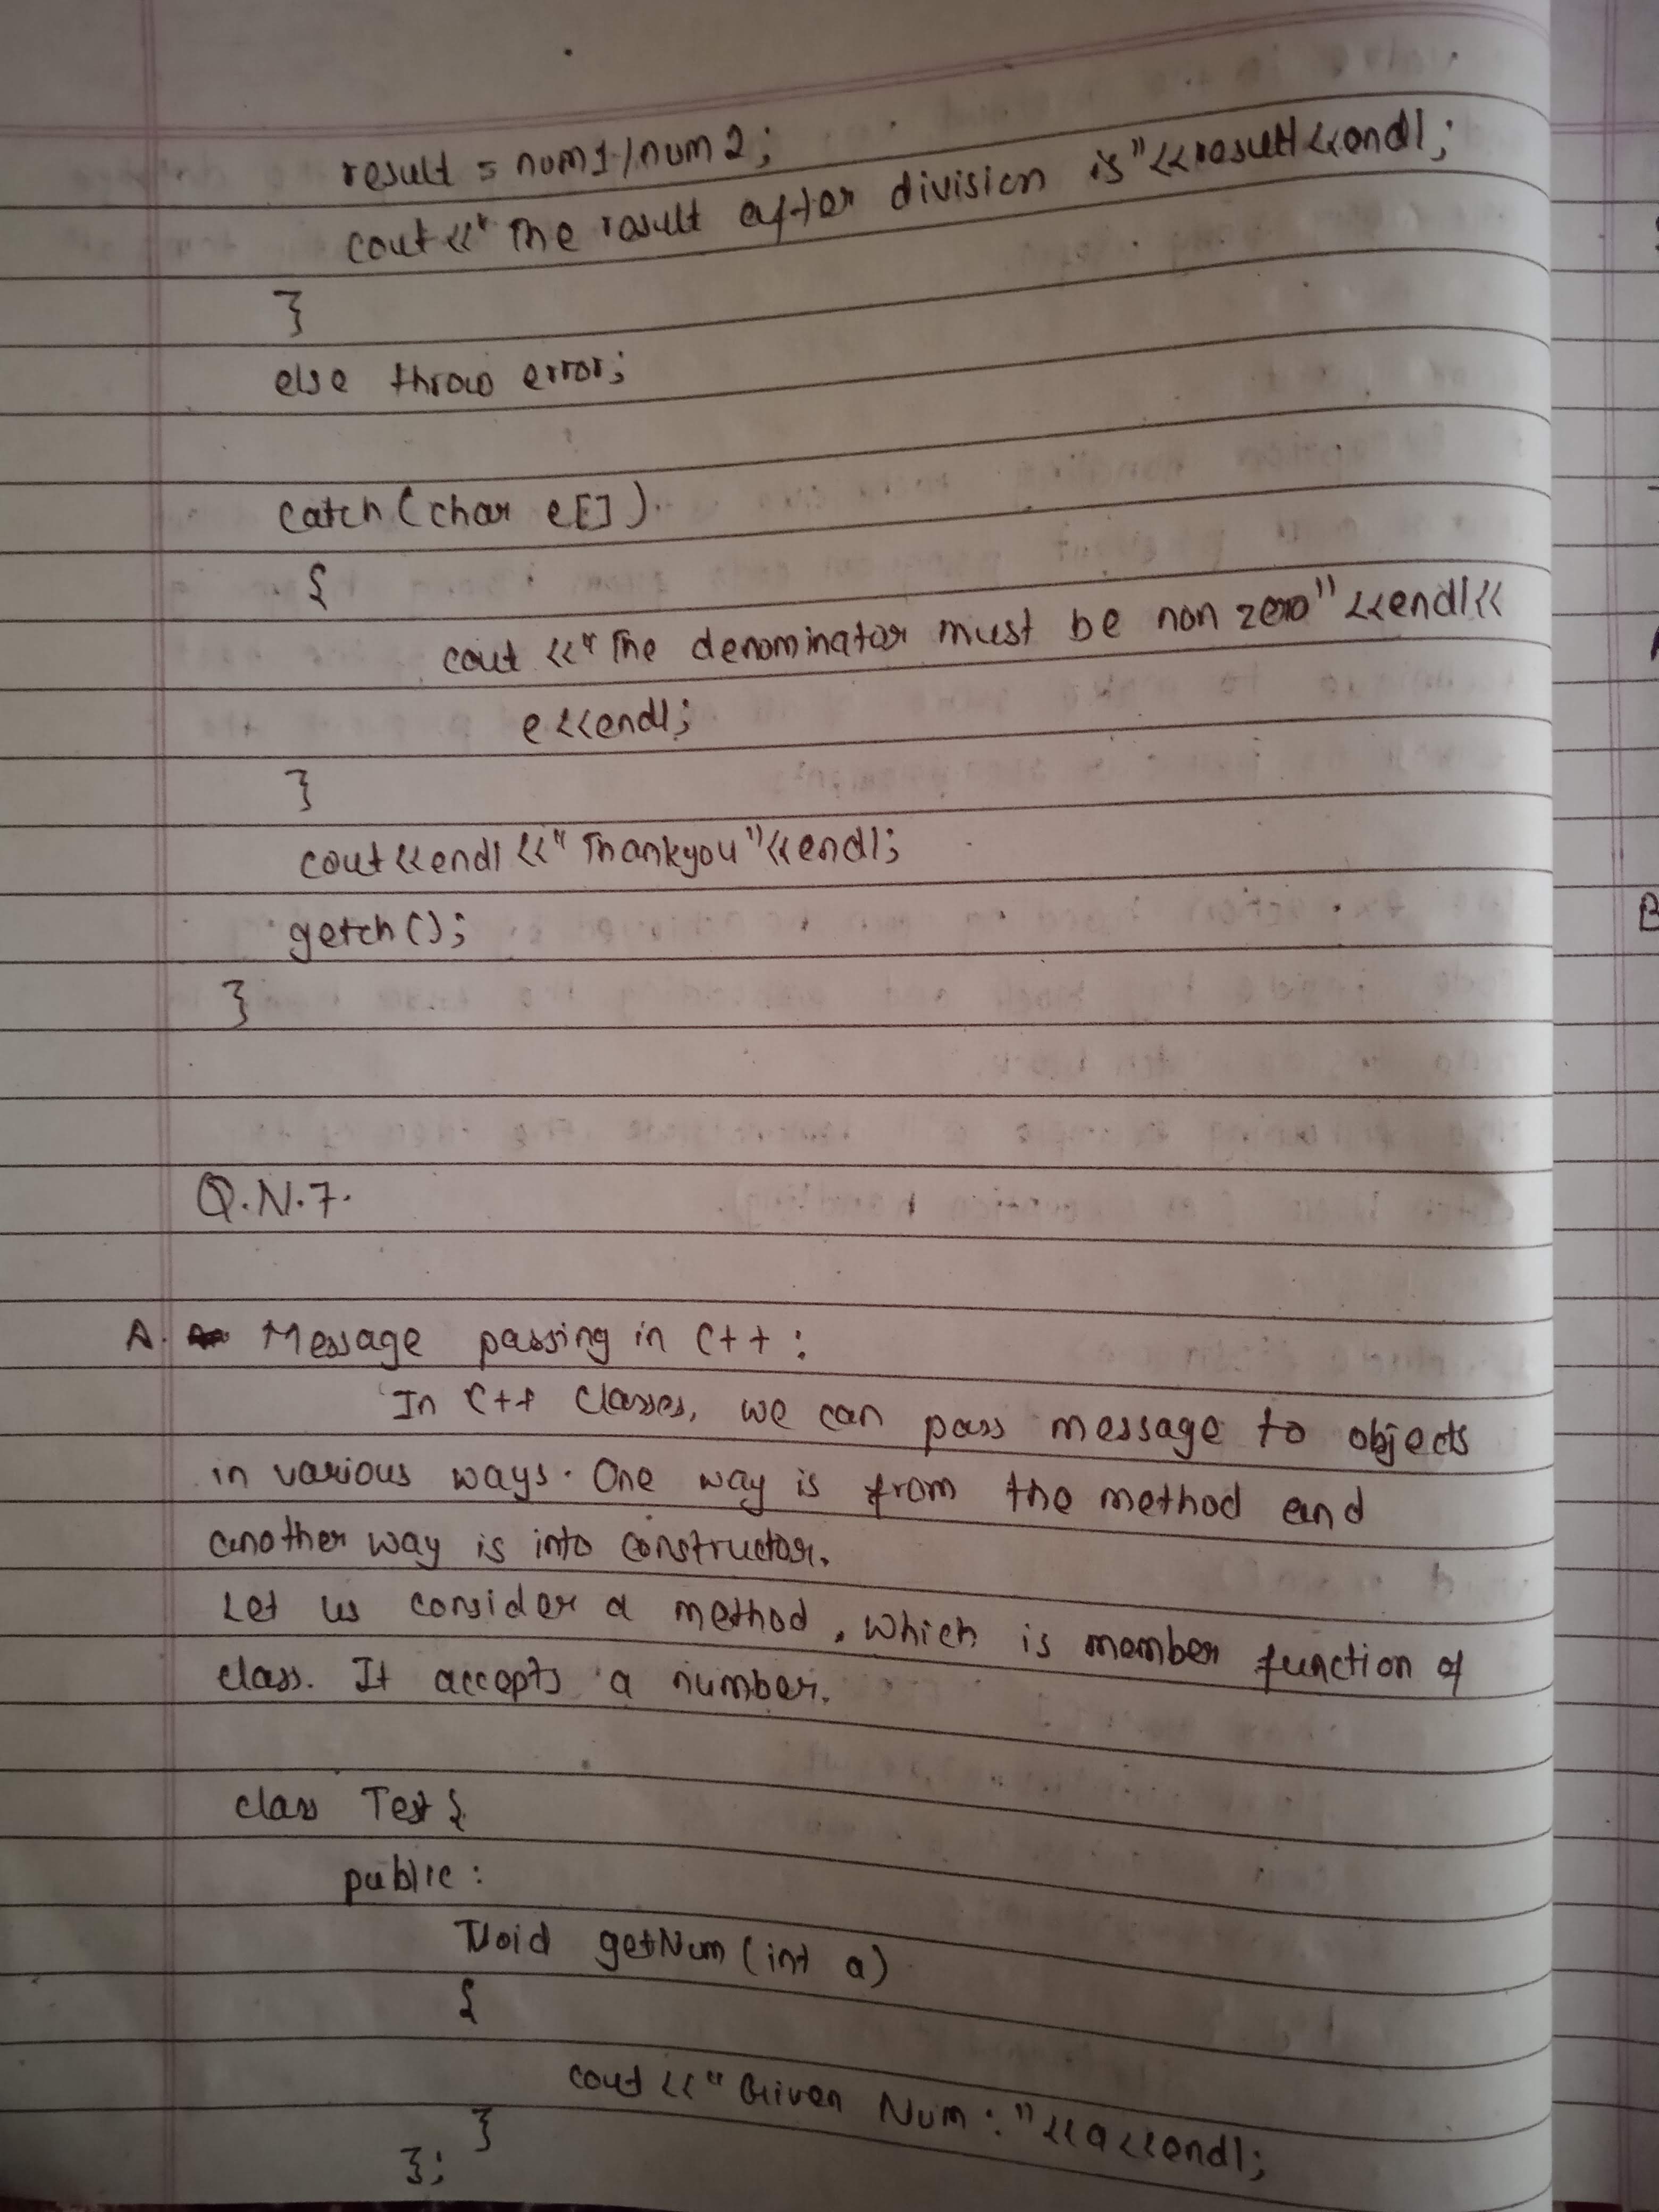 result = num1/num2;
cout<<"The result after division is"<<result<<endl;
}
else throw error;
catch(char e[])
{
cout <<"The denominator must be non zero"<<endl<<
e<<endl;
}
cout<<endl<<"Thankyou"<<endl;
getch();
}
Q.N.7.
A. Message passing in C++:
In C++ classes, we can pass message to objects
in various ways. One way is from the method and
another way is into constructor.
Let us consider a method, which is member function of
class. It accepts a number.
class Test{
public:
Void getNum(int a)
{
cout<<"Given Num:"<<a<<endl;
}
};
B